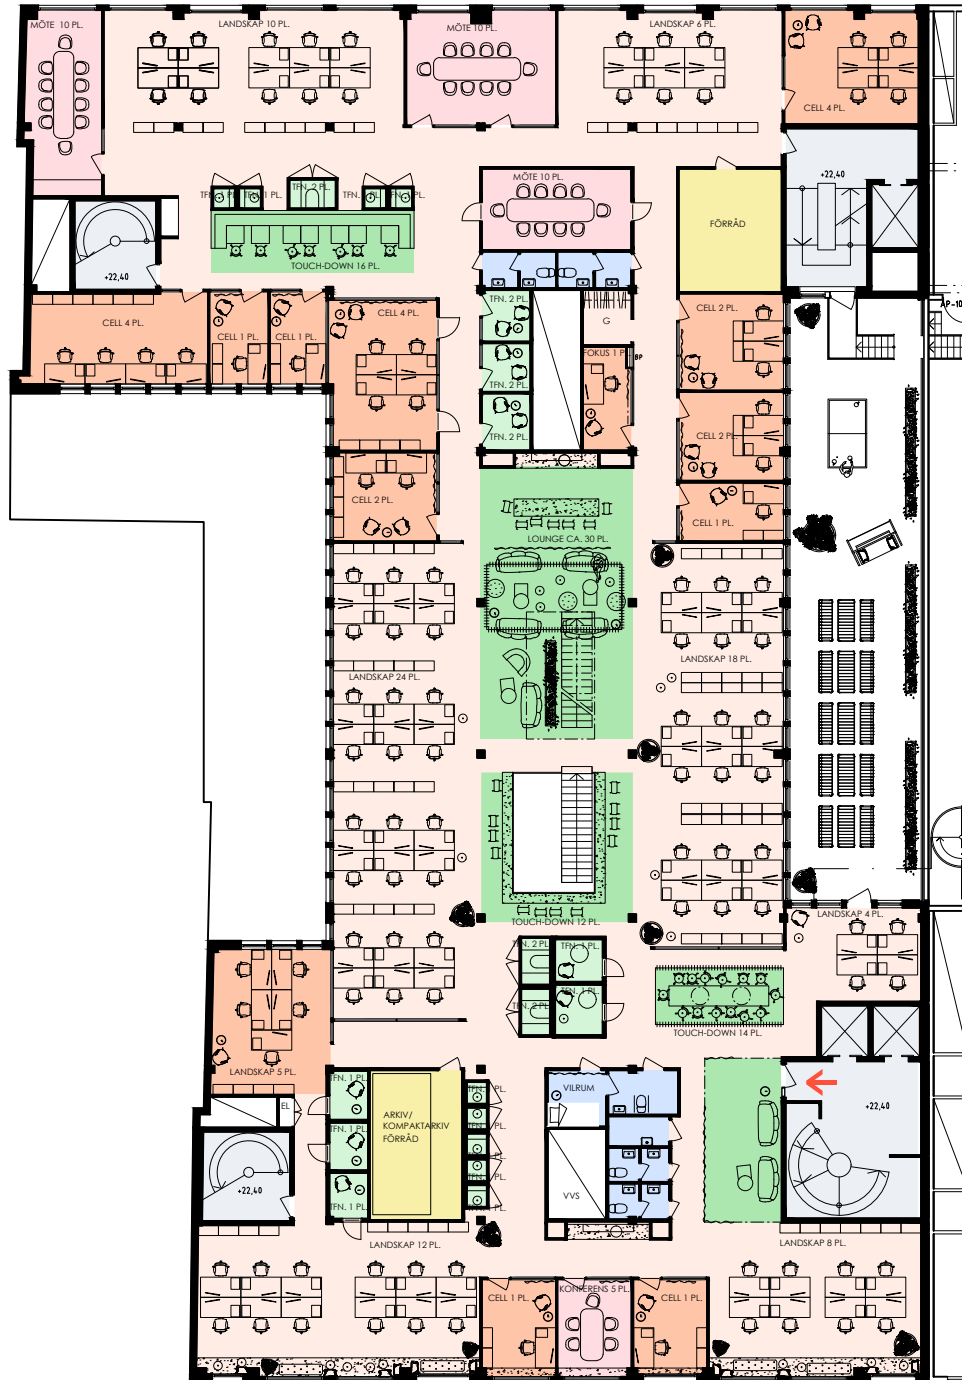 MÖTE 10 PL.
LANDSKAP 10 PL.
MÖTE 10 PL.
LANDSKAP 6 PL.
CELL 4 PL.
+22,40
TFN. 2 PL.
TFN.
MÖTE 10 PL.
FÖRRÅD
TOUCH-DOWN 16 PL.
+22,40
CELL 4 PL.
CELL 1 PL.
CELL 1 PL.
CELL 4 PL.
TFN. 2 PL.
G
CELL 2 PL.
AP-10
FOKUS 1 P
BP
TFN. 2 PL.
TFN. 2 PL.
CELL 2 PL.
CELL 2 PL.
CELL 1 PL.
LOUNGE CA. 30 PL.
LANDSKAP 24 PL.
LANDSKAP 18 PL.
TOUCH-DOWN 12 PL.
LANDSKAP 4 PL.
TFN. 2 PL.
TFN. 1 PL.
TFN. 2 PL.
TFN. 1 PL.
TOUCH-DOWN 14 PL.
LANDSKAP 5 PL.
EL
TFN. 1 PL.
ARKIV/
KOMPAKTARKIV
FÖRRÅD
VILRUM
+22,40
TFN. 1 PL.
+22,40
VVS
TFN. 1 PL.
LANDSKAP 12 PL.
LANDSKAP 8 PL.
CELL 1 PL.
KONFERENS 5 PL.
CELL 1 PL.